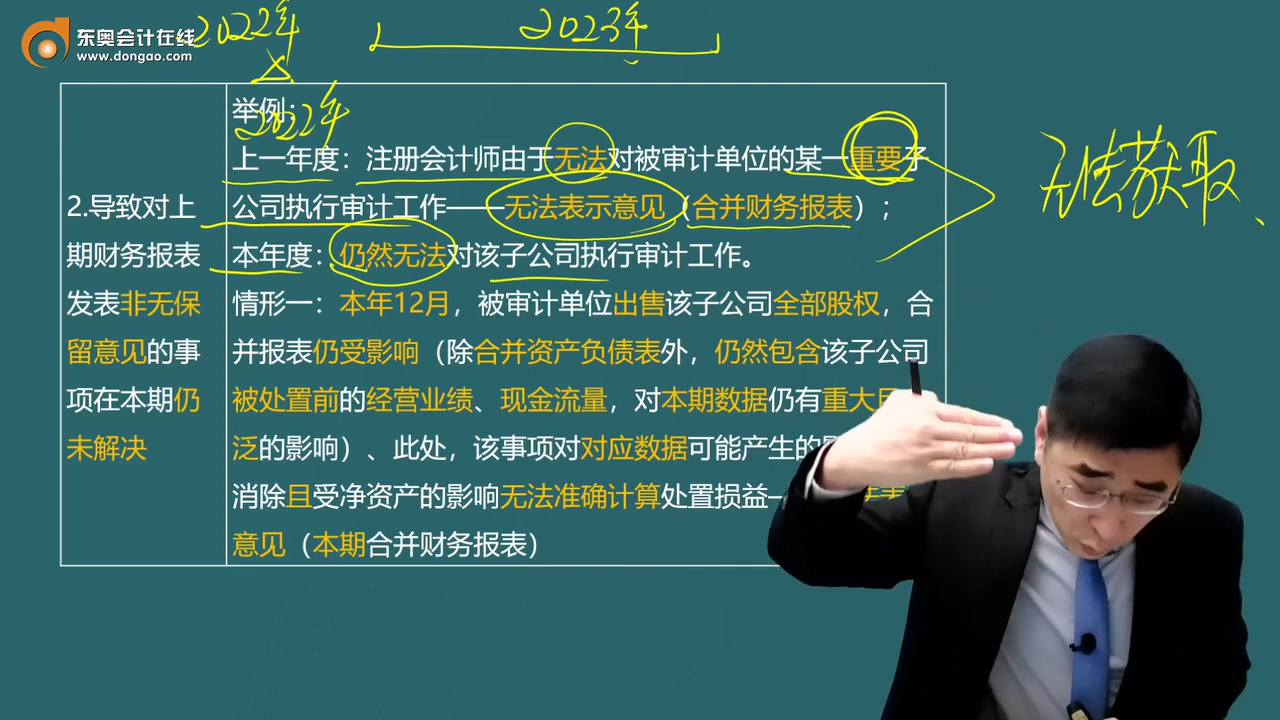 东奥会计在线
www.dongao.com
2022年
2023年
2022年
2.导致对上
期财务报表
发表非无保
留意见的事
项在本期仍
未解决
举例：
上一年度：注册会计师由于无法对被审计单位的某一重要子
公司执行审计工作——无法表示意见（合并财务报表）；
本年度：仍然无法对该子公司执行审计工作。
情形一：本年12月，被审计单位出售该子公司全部股权，合
并报表仍受影响（除合并资产负债表外，仍然包含该子公司
被处置前的经营业绩、现金流量，对本期数据仍有重大
泛的影响）、此处，该事项对对应数据可能产生的
消除且受净资产的影响无法准确计算处置损益
意见（本期合并财务报表）
无法获取、